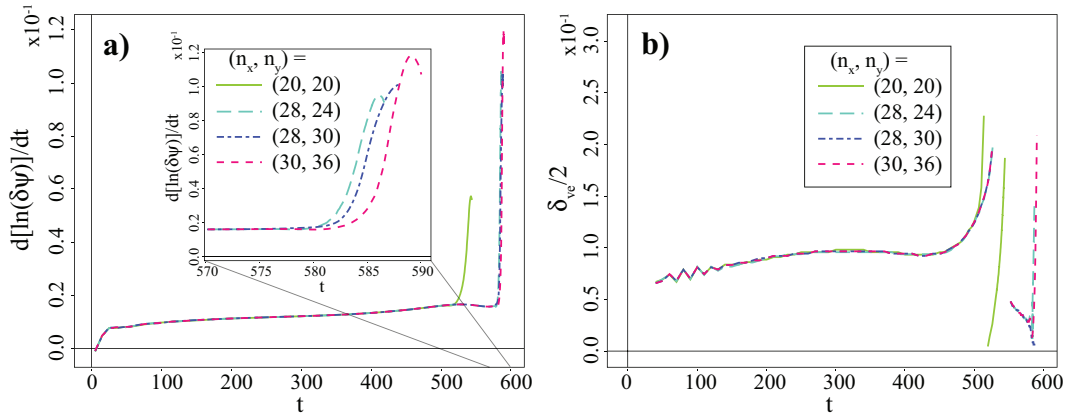 a)
x10⁻¹
d[ln(δψ)]/dt
0.0
0.2
0.4
0.6
0.8
1.0
1.2
0 100 200 300 400 500 600
t
x10⁻¹
d[ln(δψ)]/dt
0.0
0.2
0.4
0.6
0.8
1.0
1.2
570 575 580 585 590
t
(nₓ, n_y) =
(20, 20)
(28, 24)
(28, 30)
(30, 36)
b)
x10⁻¹
δ_ve/2
0.0
0.5
1.0
1.5
2.0
2.5
3.0
0 100 200 300 400 500 600
t
(nₓ, n_y) =
(20, 20)
(28, 24)
(28, 30)
(30, 36)